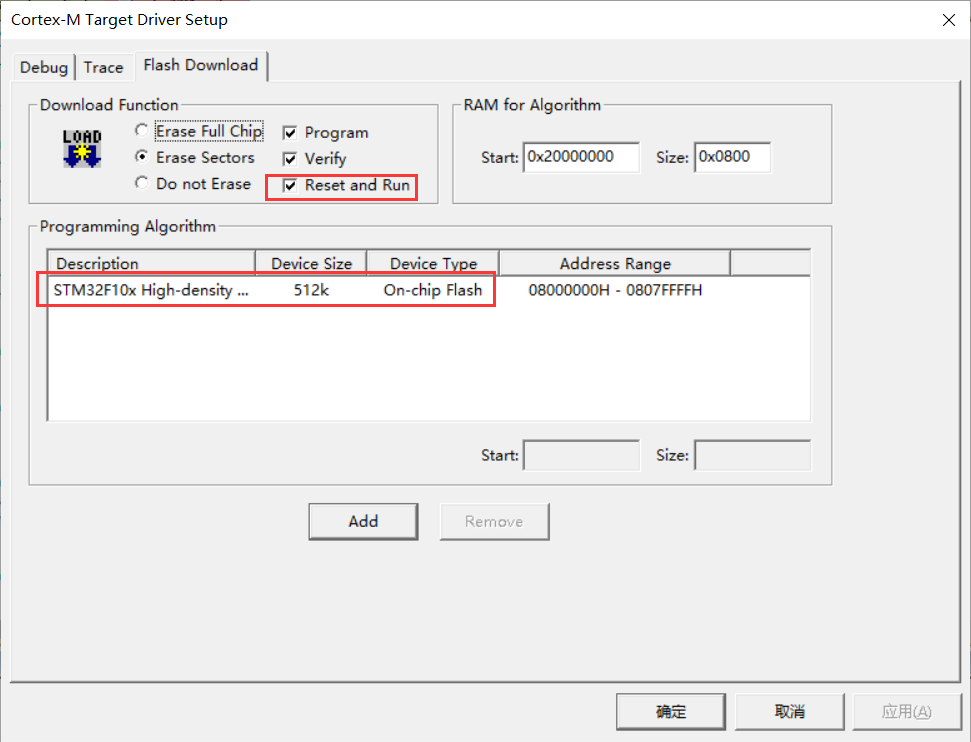 Cortex-M Target Driver Setup
Debug Trace Flash Download
Download Function
LOAD
Erase Full Chip
Erase Sectors
Do not Erase
Program
Verify
Reset and Run
RAM for Algorithm
Start: 0x20000000 Size: 0x0800
Programming Algorithm
Description Device Size Device Type Address Range
STM32F10x High-density ... 512k On-chip Flash 08000000H - 0807FFFFH
Start: Size:
Add Remove
确定 取消 应用(A)